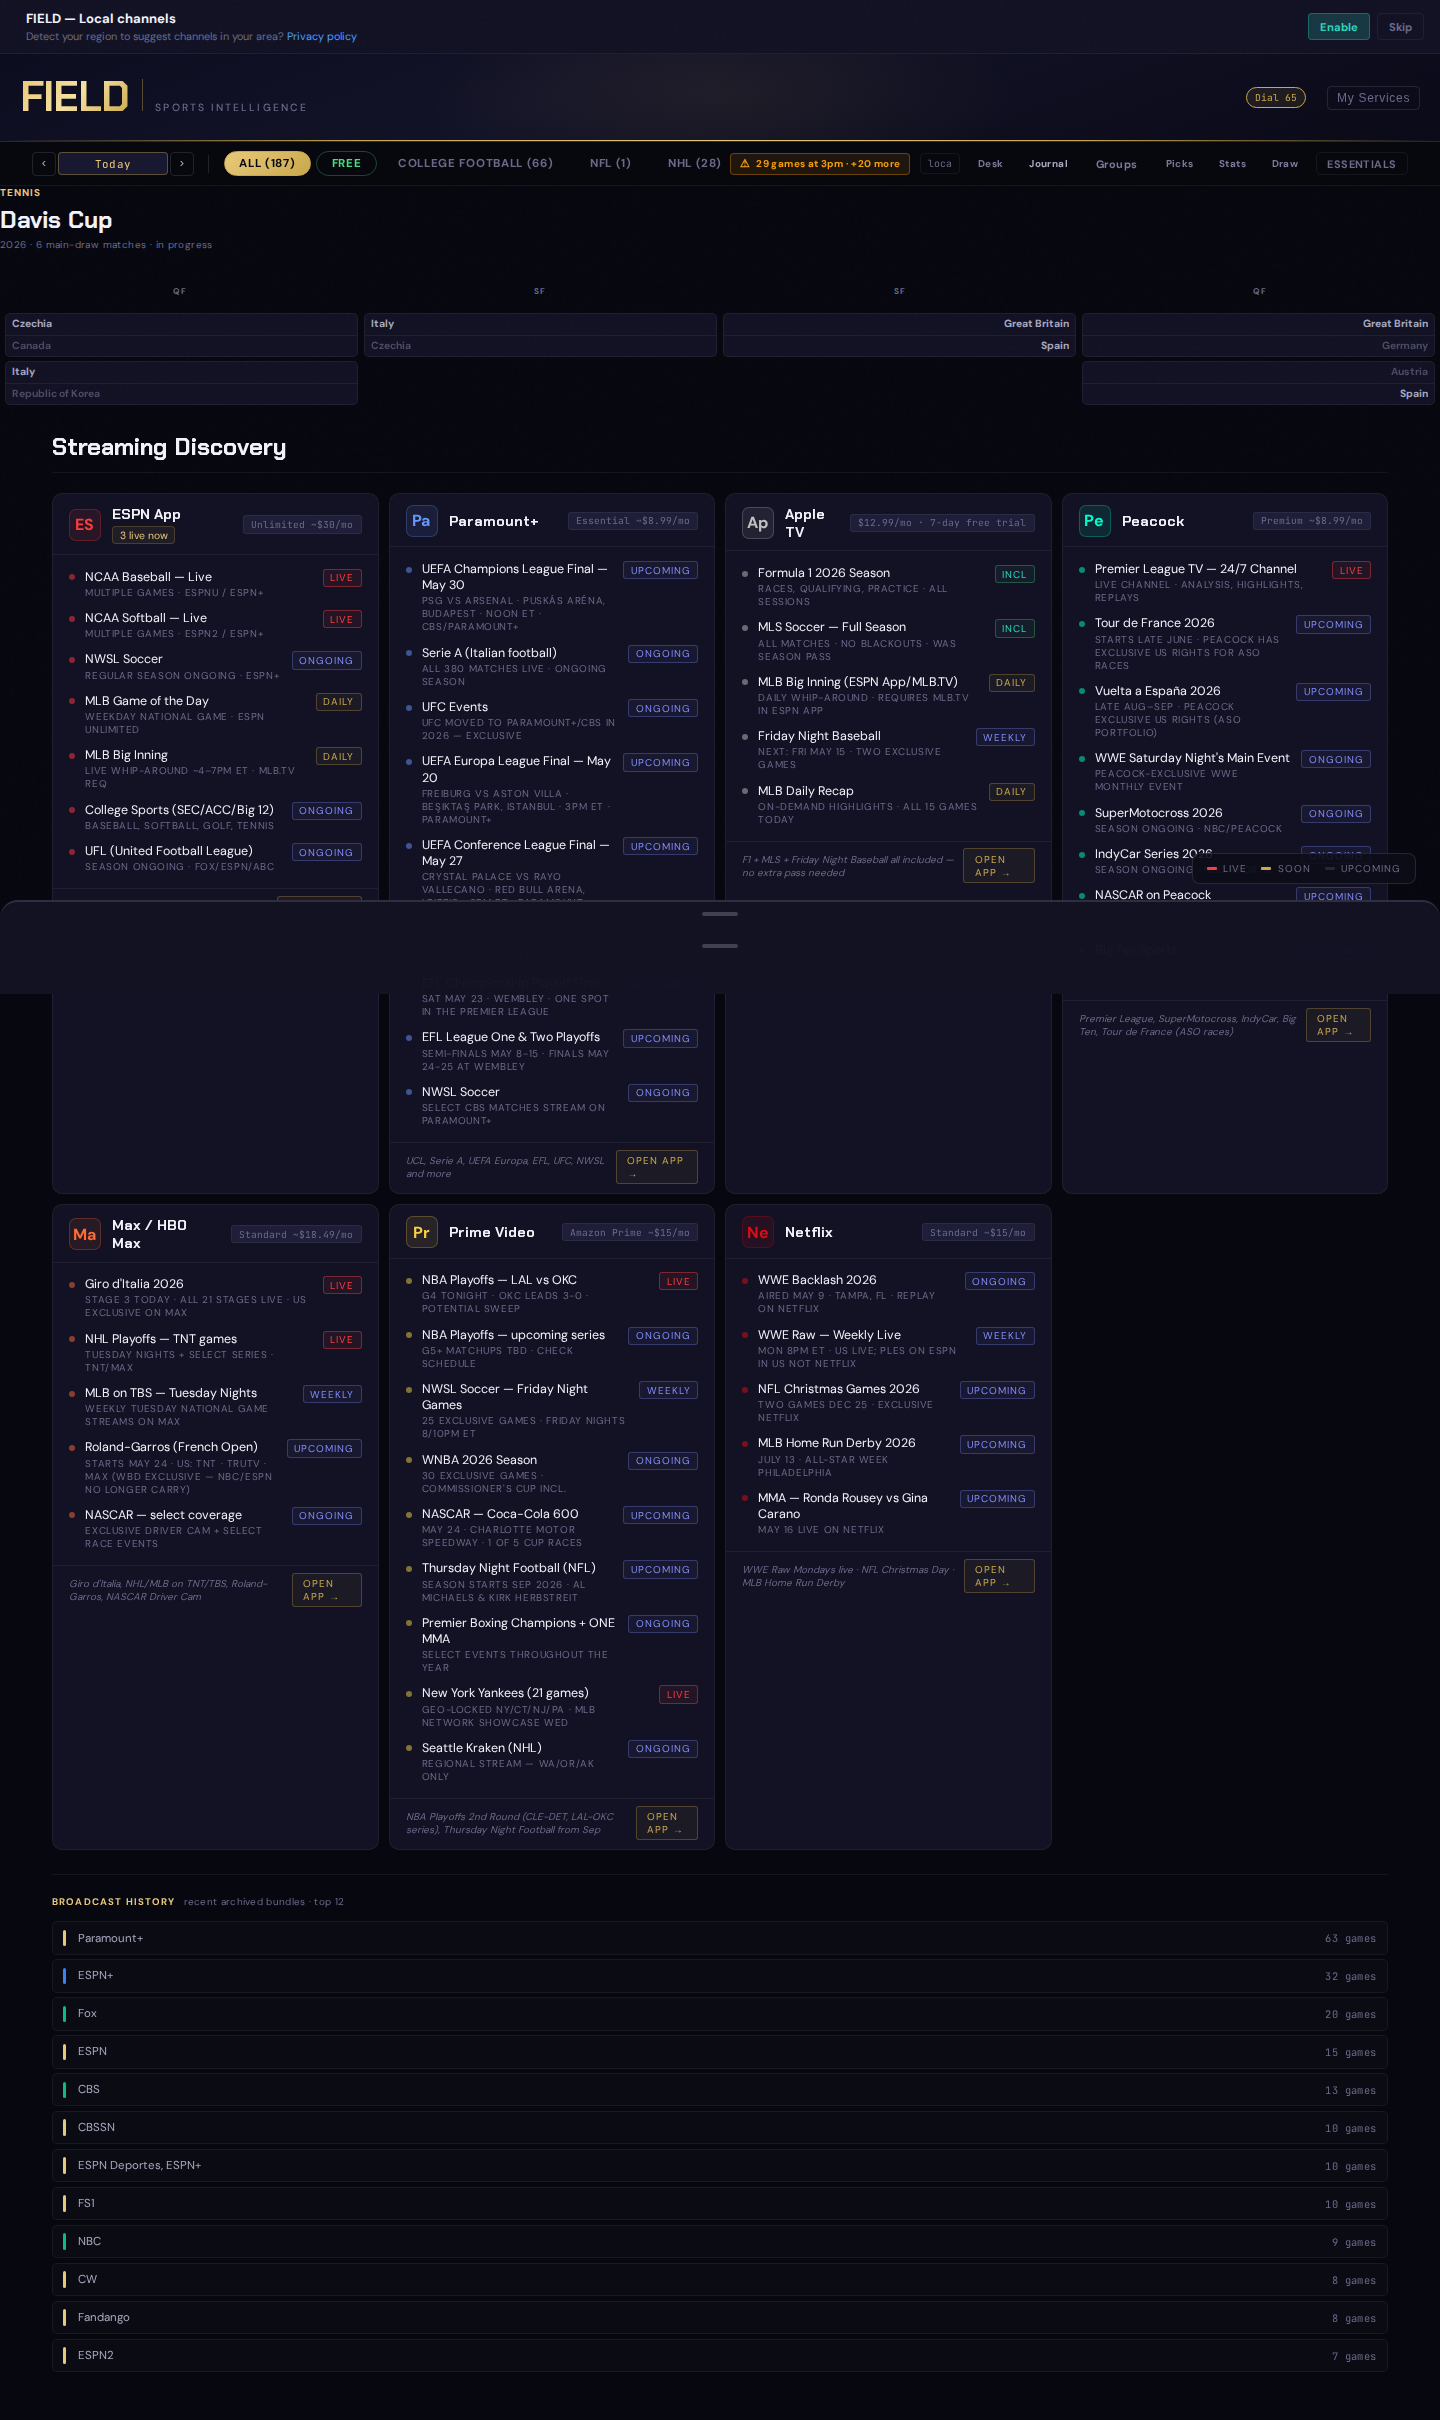 FIELD — Local channels
Detect your region to suggest channels in your area? Privacy policy
Enable
Skip
FIELD
SPORTS INTELLIGENCE
Dial 65
My Services
‹
Today
›
ALL (187)
FREE
COLLEGE FOOTBALL (66)
NFL (1)
NHL (28)
⚠ 29 games at 3pm · +20 more
loca
Desk
Journal
Groups
Picks
Stats
Draw
ESSENTIALS
TENNIS
Davis Cup
2026 · 6 main-draw matches · in progress
QF
SF
SF
QF
Czechia
Canada
Italy
Republic of Korea
Italy
Czechia
Great Britain
Spain
Great Britain
Germany
Austria
Spain
Streaming Discovery
ES
ESPN App
3 live now
Unlimited ~$30/mo
NCAA Baseball — Live
LIVE
MULTIPLE GAMES · ESPNU / ESPN+
NCAA Softball — Live
LIVE
MULTIPLE GAMES · ESPN2 / ESPN+
NWSL Soccer
ONGOING
REGULAR SEASON ONGOING · ESPN+
MLB Game of the Day
DAILY
WEEKDAY NATIONAL GAME · ESPN
UNLIMITED
MLB Big Inning
DAILY
LIVE WHIP-AROUND ~4–7PM ET · MLB.TV
REQ
College Sports (SEC/ACC/Big 12)
ONGOING
BASEBALL, SOFTBALL, GOLF, TENNIS
UFL (United Football League)
ONGOING
SEASON ONGOING · FOX/ESPN/ABC
Pa
Paramount+
Essential ~$8.99/mo
UEFA Champions League Final —
May 30
UPCOMING
PSG VS ARSENAL · PUSKÁS ARÉNA,
BUDAPEST · NOON ET ·
CBS/PARAMOUNT+
Serie A (Italian football)
ONGOING
ALL 380 MATCHES LIVE · ONGOING
SEASON
UFC Events
ONGOING
UFC MOVED TO PARAMOUNT+/CBS IN
2026 — EXCLUSIVE
UEFA Europa League Final — May
20
UPCOMING
FREIBURG VS ASTON VILLA ·
BEŞIKTAŞ PARK, ISTANBUL · 3PM ET ·
PARAMOUNT+
UEFA Conference League Final —
May 27
UPCOMING
CRYSTAL PALACE VS RAYO
VALLECANO · RED BULL ARENA,
SAT MAY 23 · WEMBLEY · ONE SPOT
IN THE PREMIER LEAGUE
EFL League One & Two Playoffs
UPCOMING
SEMI-FINALS MAY 8–15 · FINALS MAY
24–25 AT WEMBLEY
NWSL Soccer
ONGOING
SELECT CBS MATCHES STREAM ON
PARAMOUNT+
UCL, Serie A, UEFA Europa, EFL, UFC, NWSL
and more
OPEN APP
→
Ap
Apple
TV
$12.99/mo · 7-day free trial
Formula 1 2026 Season
INCL
RACES, QUALIFYING, PRACTICE · ALL
SESSIONS
MLS Soccer — Full Season
INCL
ALL MATCHES · NO BLACKOUTS · WAS
SEASON PASS
MLB Big Inning (ESPN App/MLB.TV)
DAILY
DAILY WHIP-AROUND · REQUIRES MLB.TV
IN ESPN APP
Friday Night Baseball
WEEKLY
NEXT: FRI MAY 15 · TWO EXCLUSIVE
GAMES
MLB Daily Recap
DAILY
ON-DEMAND HIGHLIGHTS · ALL 15 GAMES
TODAY
F1 + MLS + Friday Night Baseball all included —
no extra pass needed
OPEN
APP →
Pe
Peacock
Premium ~$8.99/mo
Premier League TV — 24/7 Channel
LIVE
LIVE CHANNEL · ANALYSIS, HIGHLIGHTS,
REPLAYS
Tour de France 2026
UPCOMING
STARTS LATE JUNE · PEACOCK HAS
EXCLUSIVE US RIGHTS FOR ASO
RACES
Vuelta a España 2026
UPCOMING
LATE AUG–SEP · PEACOCK
EXCLUSIVE US RIGHTS (ASO
PORTFOLIO)
WWE Saturday Night's Main Event
ONGOING
PEACOCK-EXCLUSIVE WWE
MONTHLY EVENT
SuperMotocross 2026
ONGOING
SEASON ONGOING · NBC/PEACOCK
IndyCar Series 2026
ONGOING
SEASON ONGOING
LIVE
SOON
UPCOMING
NASCAR on Peacock
UPCOMING
Premier League, SuperMotocross, IndyCar, Big
Ten, Tour de France (ASO races)
OPEN
APP →
Ma
Max / HBO
Max
Standard ~$18.49/mo
Giro d'Italia 2026
LIVE
STAGE 3 TODAY · ALL 21 STAGES LIVE · US
EXCLUSIVE ON MAX
NHL Playoffs — TNT games
LIVE
TUESDAY NIGHTS + SELECT SERIES ·
TNT/MAX
MLB on TBS — Tuesday Nights
WEEKLY
WEEKLY TUESDAY NATIONAL GAME
STREAMS ON MAX
Roland-Garros (French Open)
UPCOMING
STARTS MAY 24 · US: TNT · TRUTV ·
MAX (WBD EXCLUSIVE — NBC/ESPN
NO LONGER CARRY)
NASCAR — select coverage
ONGOING
EXCLUSIVE DRIVER CAM + SELECT
RACE EVENTS
Giro d'Italia, NHL/MLB on TNT/TBS, Roland-
Garros, NASCAR Driver Cam
OPEN
APP →
Pr
Prime Video
Amazon Prime ~$15/mo
NBA Playoffs — LAL vs OKC
LIVE
G4 TONIGHT · OKC LEADS 3-0 ·
POTENTIAL SWEEP
NBA Playoffs — upcoming series
ONGOING
G5+ MATCHUPS TBD · CHECK
SCHEDULE
NWSL Soccer — Friday Night
Games
WEEKLY
25 EXCLUSIVE GAMES · FRIDAY NIGHTS
8/10PM ET
WNBA 2026 Season
ONGOING
30 EXCLUSIVE GAMES ·
COMMISSIONER'S CUP INCL.
NASCAR — Coca-Cola 600
UPCOMING
MAY 24 · CHARLOTTE MOTOR
SPEEDWAY · 1 OF 5 CUP RACES
Thursday Night Football (NFL)
UPCOMING
SEASON STARTS SEP 2026 · AL
MICHAELS & KIRK HERBSTREIT
Premier Boxing Champions + ONE
MMA
ONGOING
SELECT EVENTS THROUGHOUT THE
YEAR
New York Yankees (21 games)
LIVE
GEO-LOCKED NY/CT/NJ/PA · MLB
NETWORK SHOWCASE WED
Seattle Kraken (NHL)
ONGOING
REGIONAL STREAM — WA/OR/AK
ONLY
NBA Playoffs 2nd Round (CLE-DET, LAL-OKC
series), Thursday Night Football from Sep
OPEN
APP →
Ne
Netflix
Standard ~$15/mo
WWE Backlash 2026
ONGOING
AIRED MAY 9 · TAMPA, FL · REPLAY
ON NETFLIX
WWE Raw — Weekly Live
WEEKLY
MON 8PM ET · US LIVE; PLES ON ESPN
IN US NOT NETFLIX
NFL Christmas Games 2026
UPCOMING
TWO GAMES DEC 25 · EXCLUSIVE
NETFLIX
MLB Home Run Derby 2026
UPCOMING
JULY 13 · ALL-STAR WEEK
PHILADELPHIA
MMA — Ronda Rousey vs Gina
Carano
UPCOMING
MAY 16 LIVE ON NETFLIX
WWE Raw Mondays live · NFL Christmas Day ·
MLB Home Run Derby
OPEN
APP →
BROADCAST HISTORY recent archived bundles · top 12
Paramount+
63 games
ESPN+
32 games
Fox
20 games
ESPN
15 games
CBS
13 games
CBSSN
10 games
ESPN Deportes, ESPN+
10 games
FS1
10 games
NBC
9 games
CW
8 games
Fandango
8 games
ESPN2
7 games